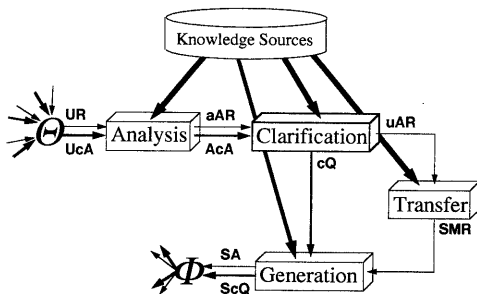 Knowledge Sources
UR
aAR
uAR
Θ
Analysis
Clarification
UcA
AcA
cQ
Transfer
SMR
SA
Φ
Generation
ScQ